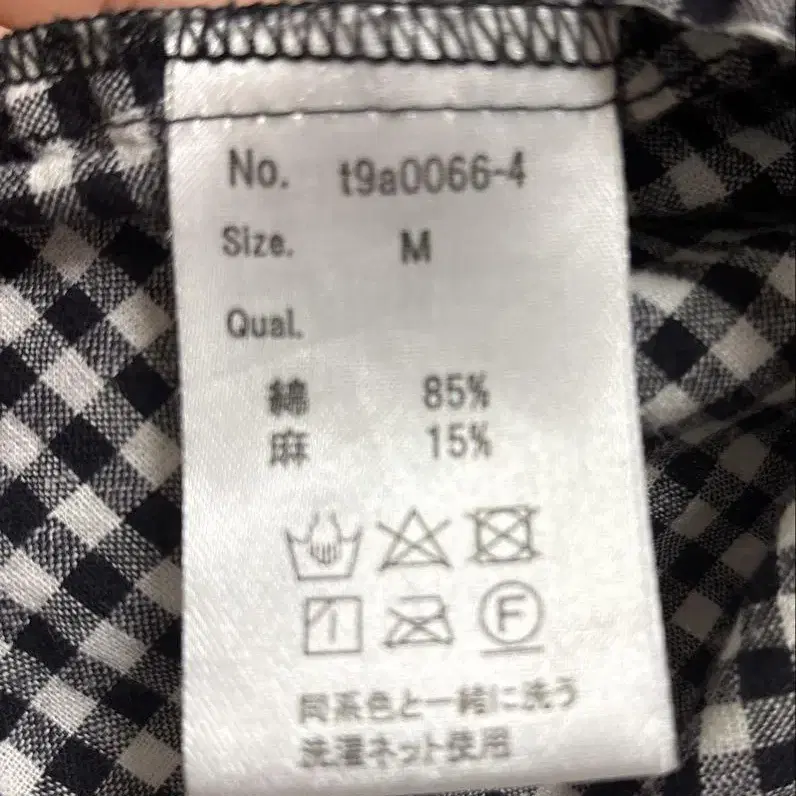 No. t9a0066-4
Size. M
Qual.
綿 85%
麻 15%
F
同系色と一緒に洗う
洗濯ネット使用